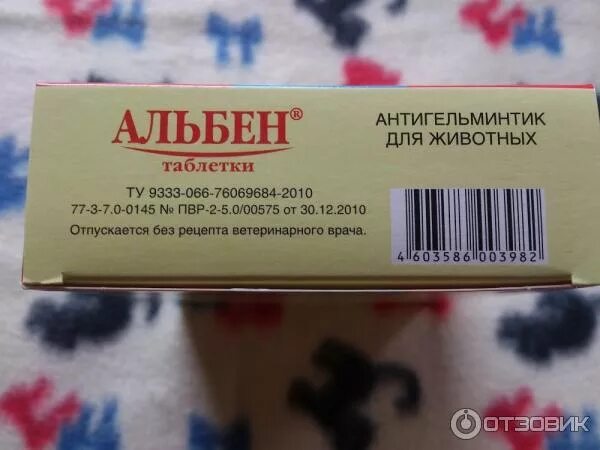 АЛЬБЕН®
таблетки
ТУ 9333-066-76069684-2010
77-3-7.0-0145 № ПВР-2-5.0/00575 от 30.12.2010
Отпускается без рецепта ветеринарного врача.
АНТИГЕЛЬМИНТИК
ДЛЯ ЖИВОТНЫХ
4 603586 003982
ОТЗОВИК